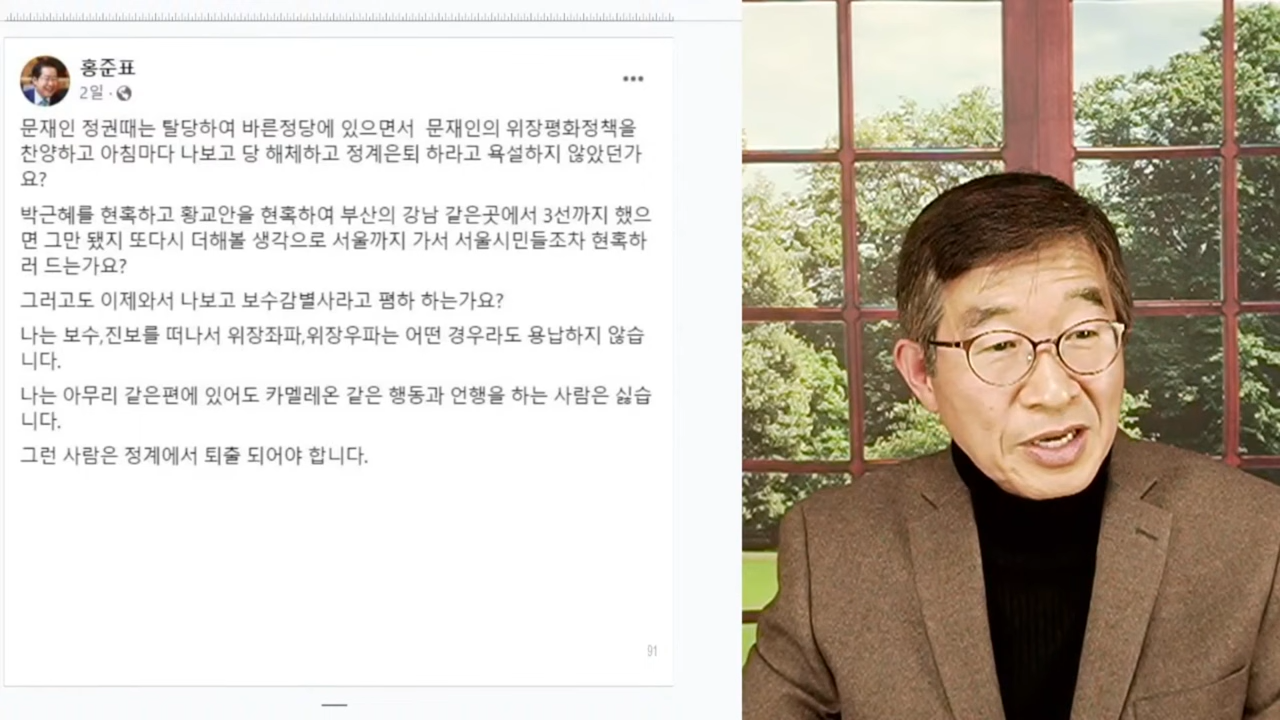 홍준표
2일 ·
문재인 정권때는 탈당하여 바른정당에 있으면서 문재인의 위장평화정책을
찬양하고 아침마다 나보고 당 해체하고 정계은퇴 하라고 욕설하지 않았던가
요?
박근혜를 현혹하고 황교안을 현혹하여 부산의 강남 같은곳에서 3선까지 했으
면 그만 됐지 또다시 더해볼 생각으로 서울까지 가서 서울시민들조차 현혹하
러 드는가요?
그러고도 이제와서 나보고 보수감별사라고 폄하 하는가요?
나는 보수,진보를 떠나서 위장좌파,위장우파는 어떤 경우라도 용납하지 않습
니다.
나는 아무리 같은편에 있어도 카멜레온 같은 행동과 언행을 하는 사람은 싫습
니다.
그런 사람은 정계에서 퇴출 되어야 합니다.
91